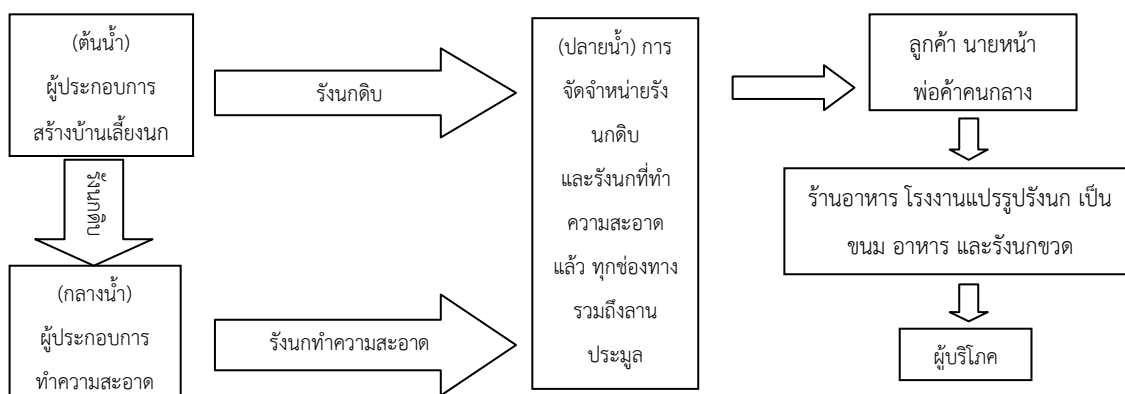 (ต้นน้ำ)
ผู้ประกอบการ
สร้างบ้านเลี้ยงนก
รังนกดิบ
รังนกดิบ
(กลางน้ำ)
ผู้ประกอบการ
ทำความสะอาด
รังนกทำความสะอาด
(ปลายน้ำ) การ
จัดจำหน่ายรัง
นกดิบ
และรังนกที่ทำ
ความสะอาด
แล้ว ทุกช่องทาง
รวมถึงลาน
ประมูล
ลูกค้า นายหน้า
พ่อค้าคนกลาง
ร้านอาหาร โรงงานแปรรูปรังนก เป็น
ขนม อาหาร และรังนกขวด
ผู้บริโภค